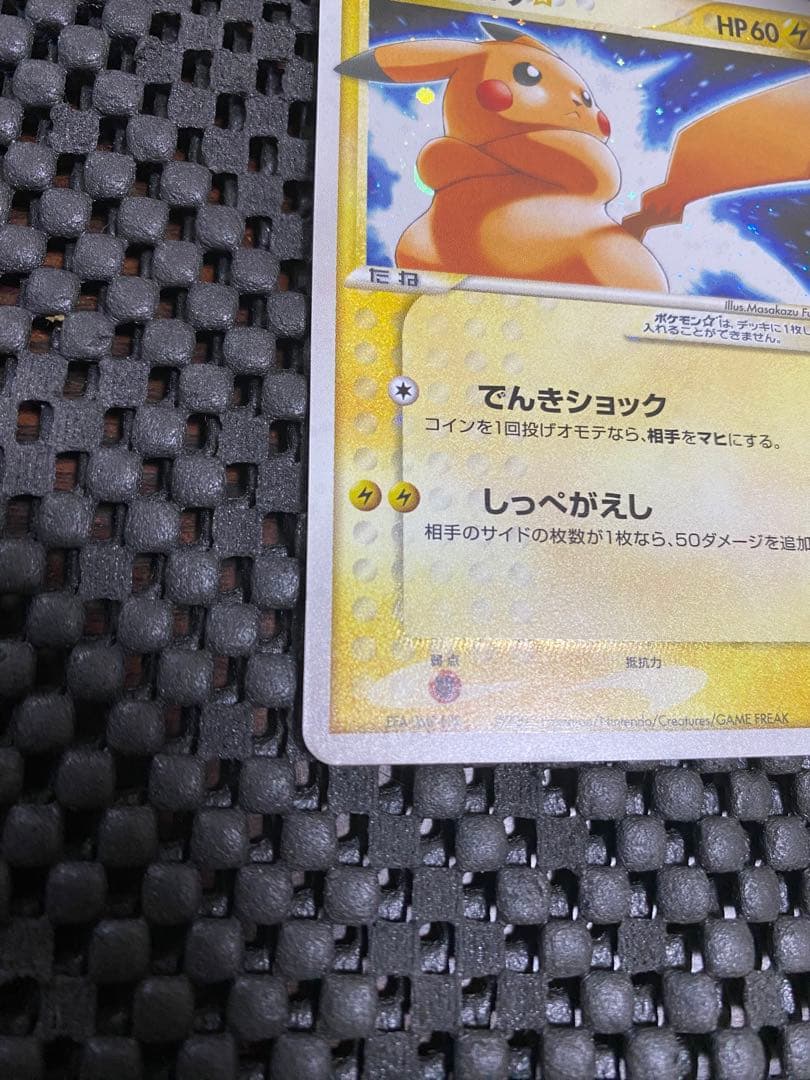 HP60
たね
Illus.Masakazu Fu
ポケモン☆は、デッキに1枚し
入れることができません。
でんきショック
コインを1回投げオモテなら、相手をマヒにする。
しっぺがえし
相手のサイドの枚数が1枚なら、50ダメージを追加
弱点
抵抗力
/Nintendo/Creatures/GAME FREAK